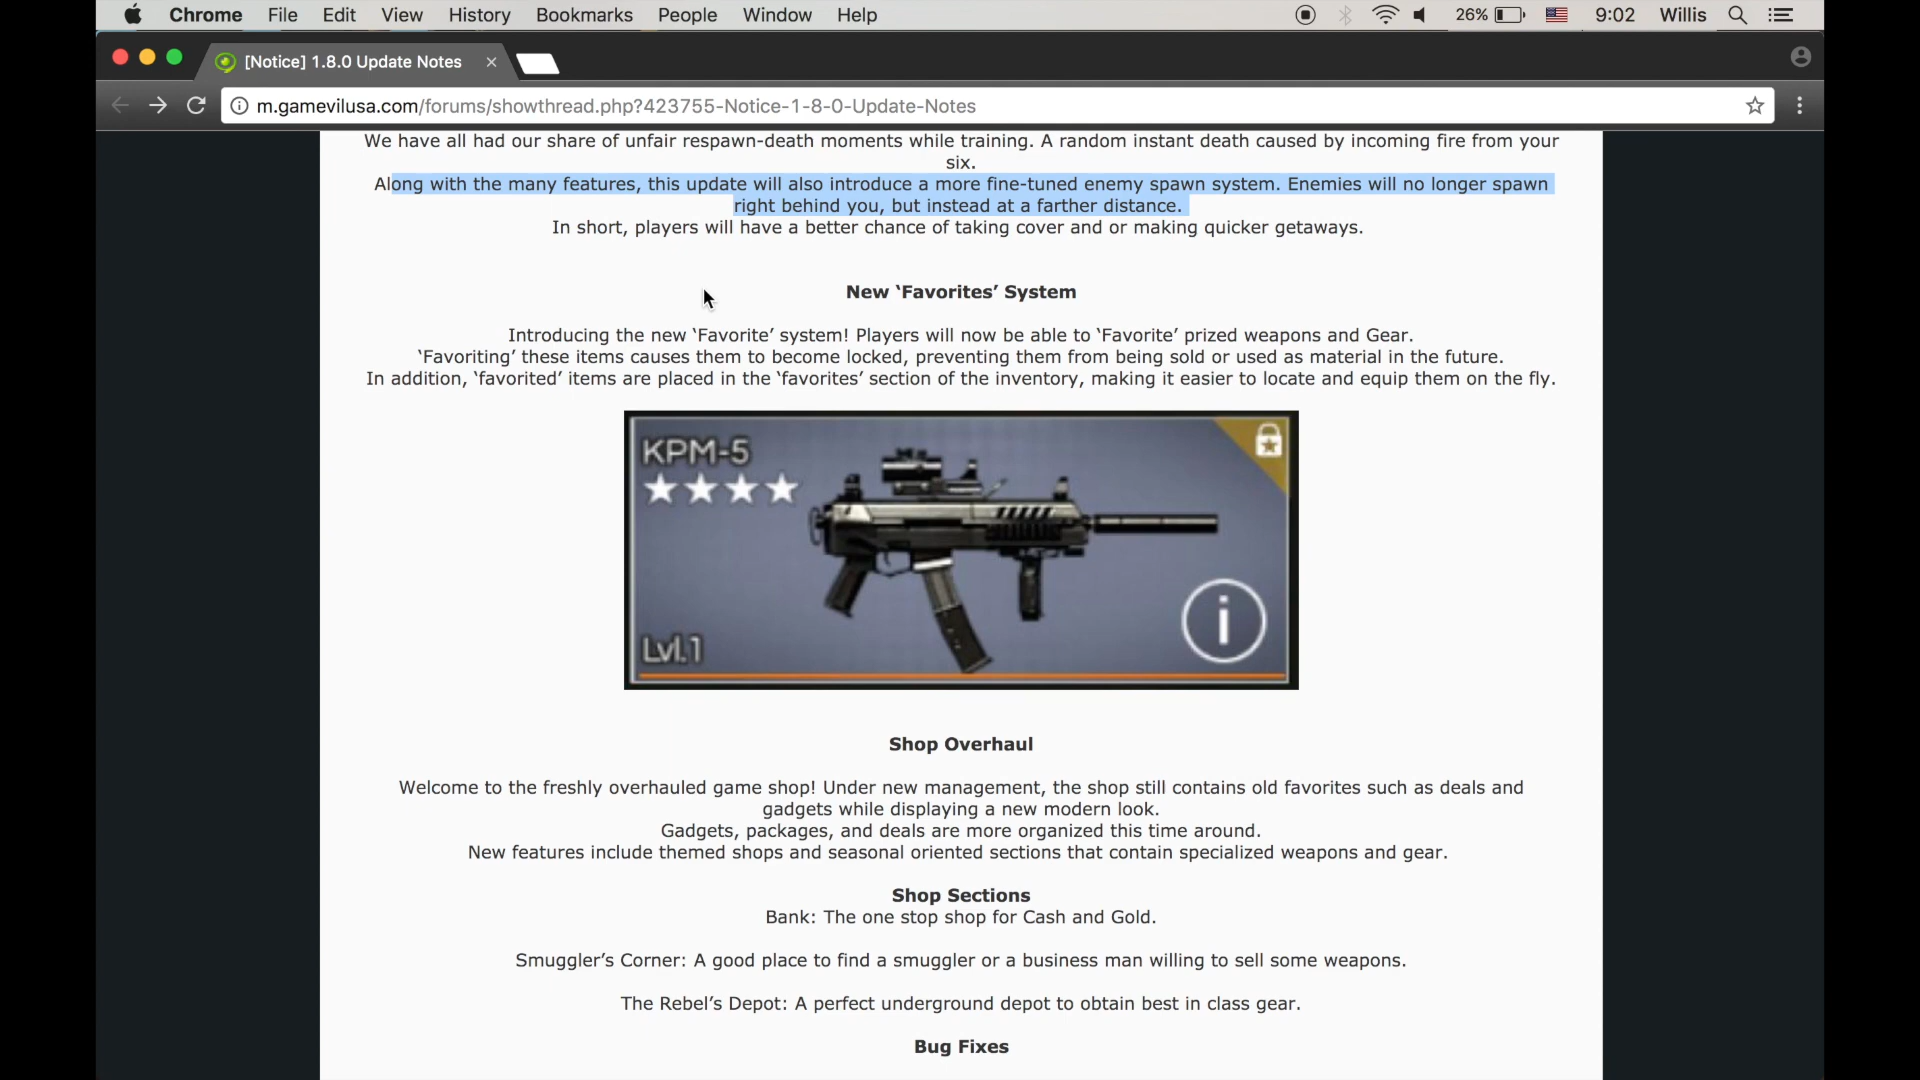 Chrome File Edit View History Bookmarks People Window Help 26% 9:02 Willis
[Notice] 1.8.0 Update Notes
m.gamevilusa.com/forums/showthread.php?423755-Notice-1-8-0-Update-Notes
We have all had our share of unfair respawn-death moments while training. A random instant death caused by incoming fire from your
six.
Along with the many features, this update will also introduce a more fine-tuned enemy spawn system. Enemies will no longer spawn
right behind you, but instead at a farther distance.
In short, players will have a better chance of taking cover and or making quicker getaways.
New ‘Favorites’ System
Introducing the new ‘Favorite’ system! Players will now be able to ‘Favorite’ prized weapons and Gear.
‘Favoriting’ these items causes them to become locked, preventing them from being sold or used as material in the future.
In addition, ‘favorited’ items are placed in the ‘favorites’ section of the inventory, making it easier to locate and equip them on the fly.
KPM-5
Lvl.1
i
Shop Overhaul
Welcome to the freshly overhauled game shop! Under new management, the shop still contains old favorites such as deals and
gadgets while displaying a new modern look.
Gadgets, packages, and deals are more organized this time around.
New features include themed shops and seasonal oriented sections that contain specialized weapons and gear.
Shop Sections
Bank: The one stop shop for Cash and Gold.
Smuggler’s Corner: A good place to find a smuggler or a business man willing to sell some weapons.
The Rebel’s Depot: A perfect underground depot to obtain best in class gear.
Bug Fixes